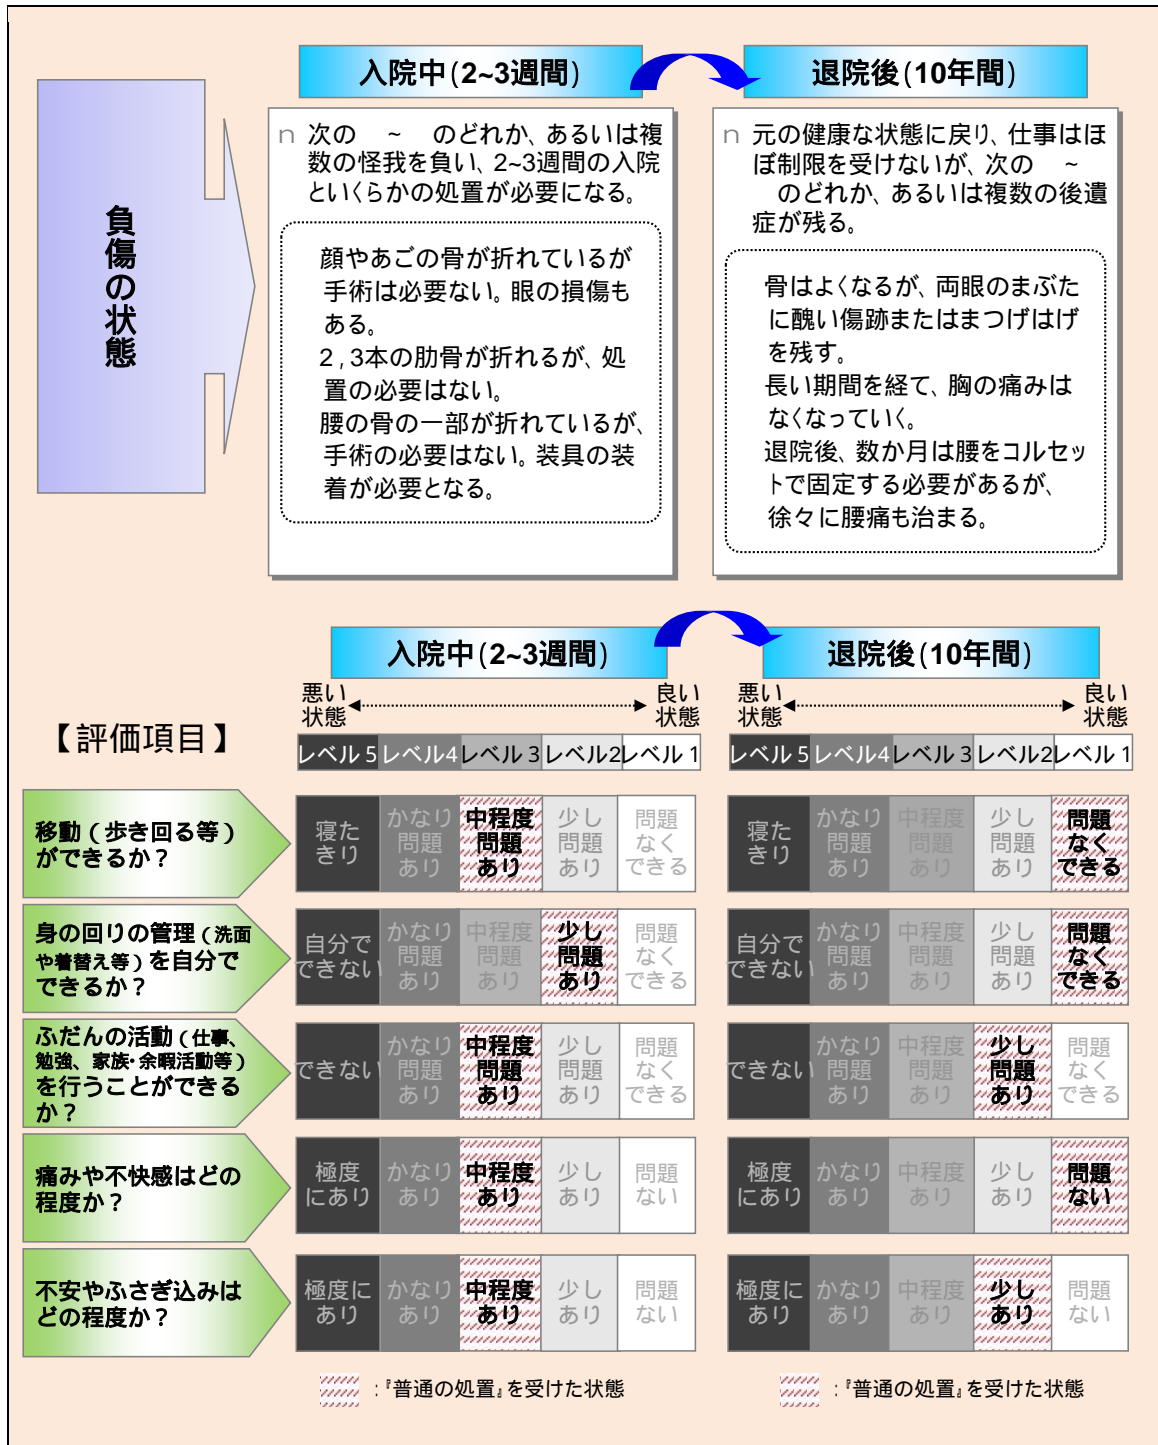 入院中(2~3週間)
退院後(10年間)
負傷の状態
n 次の　~　のどれか、あるいは複
数の怪我を負い、2~3週間の入院
といくらかの処置が必要になる。
顔やあごの骨が折れているが
手術は必要ない。眼の損傷も
ある。
2,3本の肋骨が折れるが、処
置の必要はない。
腰の骨の一部が折れているが、
手術の必要はない。装具の装
着が必要となる。
n 元の健康な状態に戻り、仕事はほ
ぼ制限を受けないが、次の　~
のどれか、あるいは複数の後遺
症が残る。
骨はよくなるが、両眼のまぶた
に醜い傷跡またはまつげはげ
を残す。
長い期間を経て、胸の痛みは
なくなっていく。
退院後、数か月は腰をコルセッ
トで固定する必要があるが、
徐々に腰痛も治まる。
入院中(2~3週間)
退院後(10年間)
悪い
状態
良い
状態
悪い
状態
良い
状態
【評価項目】
レベル5 レベル4 レベル3 レベル2 レベル1
レベル5 レベル4 レベル3 レベル2 レベル1
移動(歩き回る等)
ができるか?
寝た
きり
かなり
問題
あり
中程度
問題
あり
少し
問題
あり
問題
なく
できる
寝た
きり
かなり
問題
あり
中程度
問題
あり
少し
問題
あり
問題
なく
できる
身の回りの管理(洗面
や着替え等)を自分で
できるか?
自分で
できない
かなり
問題
あり
中程度
問題
あり
少し
問題
あり
問題
なく
できる
自分で
できない
かなり
問題
あり
中程度
問題
あり
少し
問題
あり
問題
なく
できる
ふだんの活動(仕事、
勉強、家族・余暇活動等)
を行うことができる
か?
できない
かなり
問題
あり
中程度
問題
あり
少し
問題
あり
問題
なく
できる
できない
かなり
問題
あり
中程度
問題
あり
少し
問題
あり
問題
なく
できる
痛みや不快感はどの
程度か?
極度
にあり
かなり
あり
中程度
あり
少し
あり
問題
ない
極度
にあり
かなり
あり
中程度
あり
少し
あり
問題
ない
不安やふさぎ込みは
どの程度か?
極度に
あり
かなり
あり
中程度
あり
少し
あり
問題
ない
極度に
あり
かなり
あり
中程度
あり
少し
あり
問題
ない
:『普通の処置』を受けた状態
:『普通の処置』を受けた状態